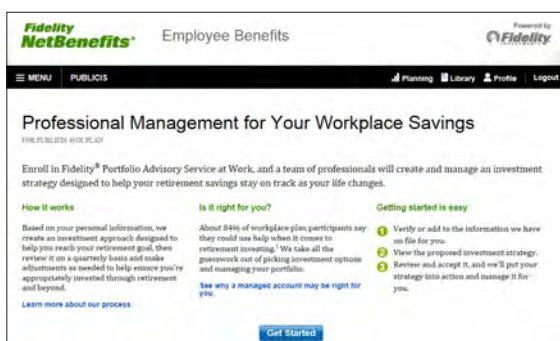 Fidelity
NetBenefits®
Employee Benefits
Powered by
Fidelity
MENU PUBLICIS Planning Library Profile Logout
Professional Management for Your Workplace Savings
FOR PUBLICIS 401K PLAN
Enroll in Fidelity® Portfolio Advisory Service at Work, and a team of professionals will create and manage an investment
strategy designed to help your retirement savings stay on track as your life changes.
How it works
Based on your personal information, we
create an investment approach designed to
help you reach your retirement goal, then
review it on a quarterly basis and make
adjustments as needed to help ensure you're
appropriately invested through retirement
and beyond.
Learn more about our process
Is it right for you?
About 84% of workplace plan participants say
they could use help when it comes to
retirement investing.¹ We take all the
guesswork out of picking investment options
and managing your portfolio.
See why a managed account may be right for
you.
Getting started is easy
1 Verify or add to the information we
have on file for you.
2 View the proposed investment strategy.
3 Review and accept it, and we'll put your
strategy into action and manage it for
you.
Get Started